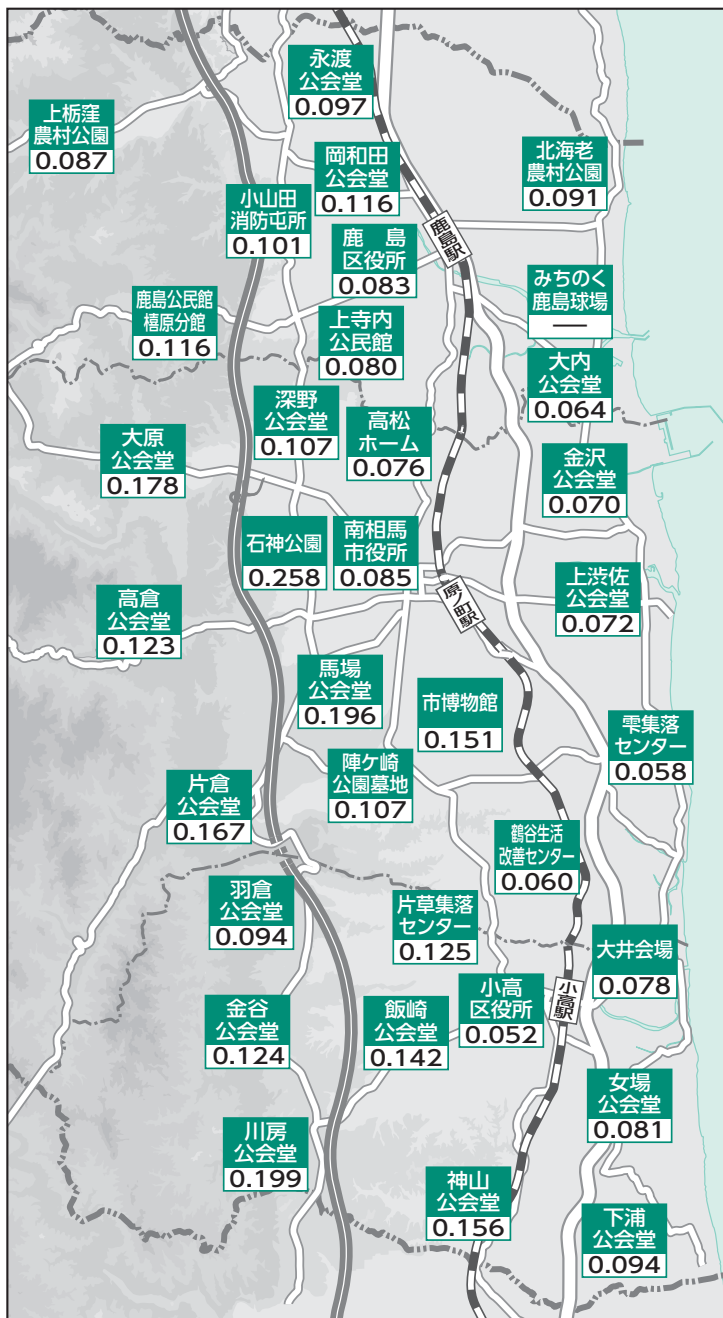 永渡
公会堂
0.097
上栃窪
農村公園
0.087
岡和田
公会堂
0.116
北海老
農村公園
0.091
小山田
消防屯所
0.101
鹿島駅
鹿　島
区役所
0.083
みちのく
鹿島球場
―
鹿島公民館
橲原分館
0.116
上寺内
公民館
0.080
大内
公会堂
0.064
深野
公会堂
0.107
高松
ホーム
0.076
大原
公会堂
0.178
金沢
公会堂
0.070
石神公園
0.258
南相馬
市役所
0.085
上渋佐
公会堂
0.072
原ノ町駅
高倉
公会堂
0.123
馬場
公会堂
0.196
市博物館
0.151
雫集落
センター
0.058
陣ケ崎
公園墓地
0.107
片倉
公会堂
0.167
鶴谷生活
改善センター
0.060
羽倉
公会堂
0.094
片草集落
センター
0.125
大井会場
0.078
小高
区役所
0.052
小高駅
金谷
公会堂
0.124
飯崎
公会堂
0.142
女場
公会堂
0.081
川房
公会堂
0.199
神山
公会堂
0.156
下浦
公会堂
0.094